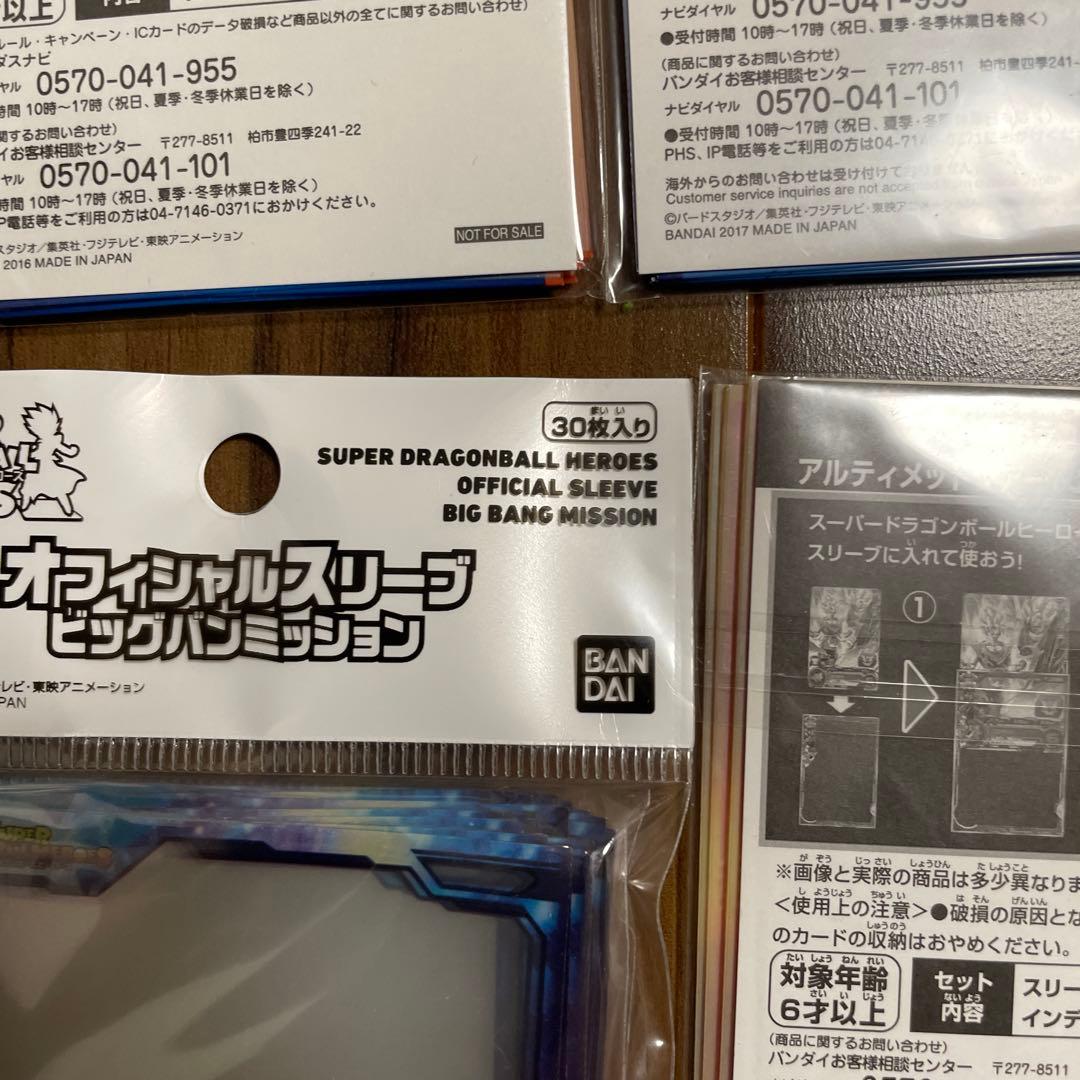 以上
内容
ルール・キャンペーン・ICカードのデータ破損など商品以外の全てに関するお問い合わせ)
ダスナビ
ヤル 0570-041-955
時間 10時〜17時 (祝日、夏季・冬季休業日を除く)
関するお問い合わせ)
イお客様相談センター 〒277-8511 柏市豊四季241-22
ヤル 0570-041-101
時間 10時〜17時 (祝日、夏季・冬季休業日を除く)
P電話等をご利用の方は04-7146-0371におかけください。
スタジオ/集英社・フジテレビ・東映アニメーション
2016 MADE IN JAPAN
NOT FOR SALE
ナビダイヤル 0570-041-955
●受付時間 10時〜17時 (祝日、夏季・冬季休業日を除く)
(商品に関するお問い合わせ)
バンダイお客様相談センター 〒277-8511 柏市豊四季241-
ナビダイヤル 0570-041-101
●受付時間 10時〜17時 (祝日、夏季・冬
PHS、IP電話等をご利用の方は04-7146-0371
海外からのお問い合わせは受け付けておりません。
Customer service inquiries are not
©バードスタジオ/集英社・フジテレビ・東映アニメ
BANDAI 2017 MADE IN JAPAN
30枚入り
まい い
SUPER DRAGONBALL HEROES
OFFICIAL SLEEVE
BIG BANG MISSION
オフィシャルスリーブ
ビッグバンミッション
レビ・東映アニメーション
PAN
BAN
DAI
アルティメット
スーパードラゴンボールヒーロ
スリーブに入れて使おう!
①
※画像と実際の商品は多少異なりま
<使用上の注意>●破損の原因とな
のカードの収納はおやめください。
対象年齢
6才以上
セット
内容
スリー
インデ
(商品に関するお問い合わせ)
バンダイお客様相談センター 〒277-8511